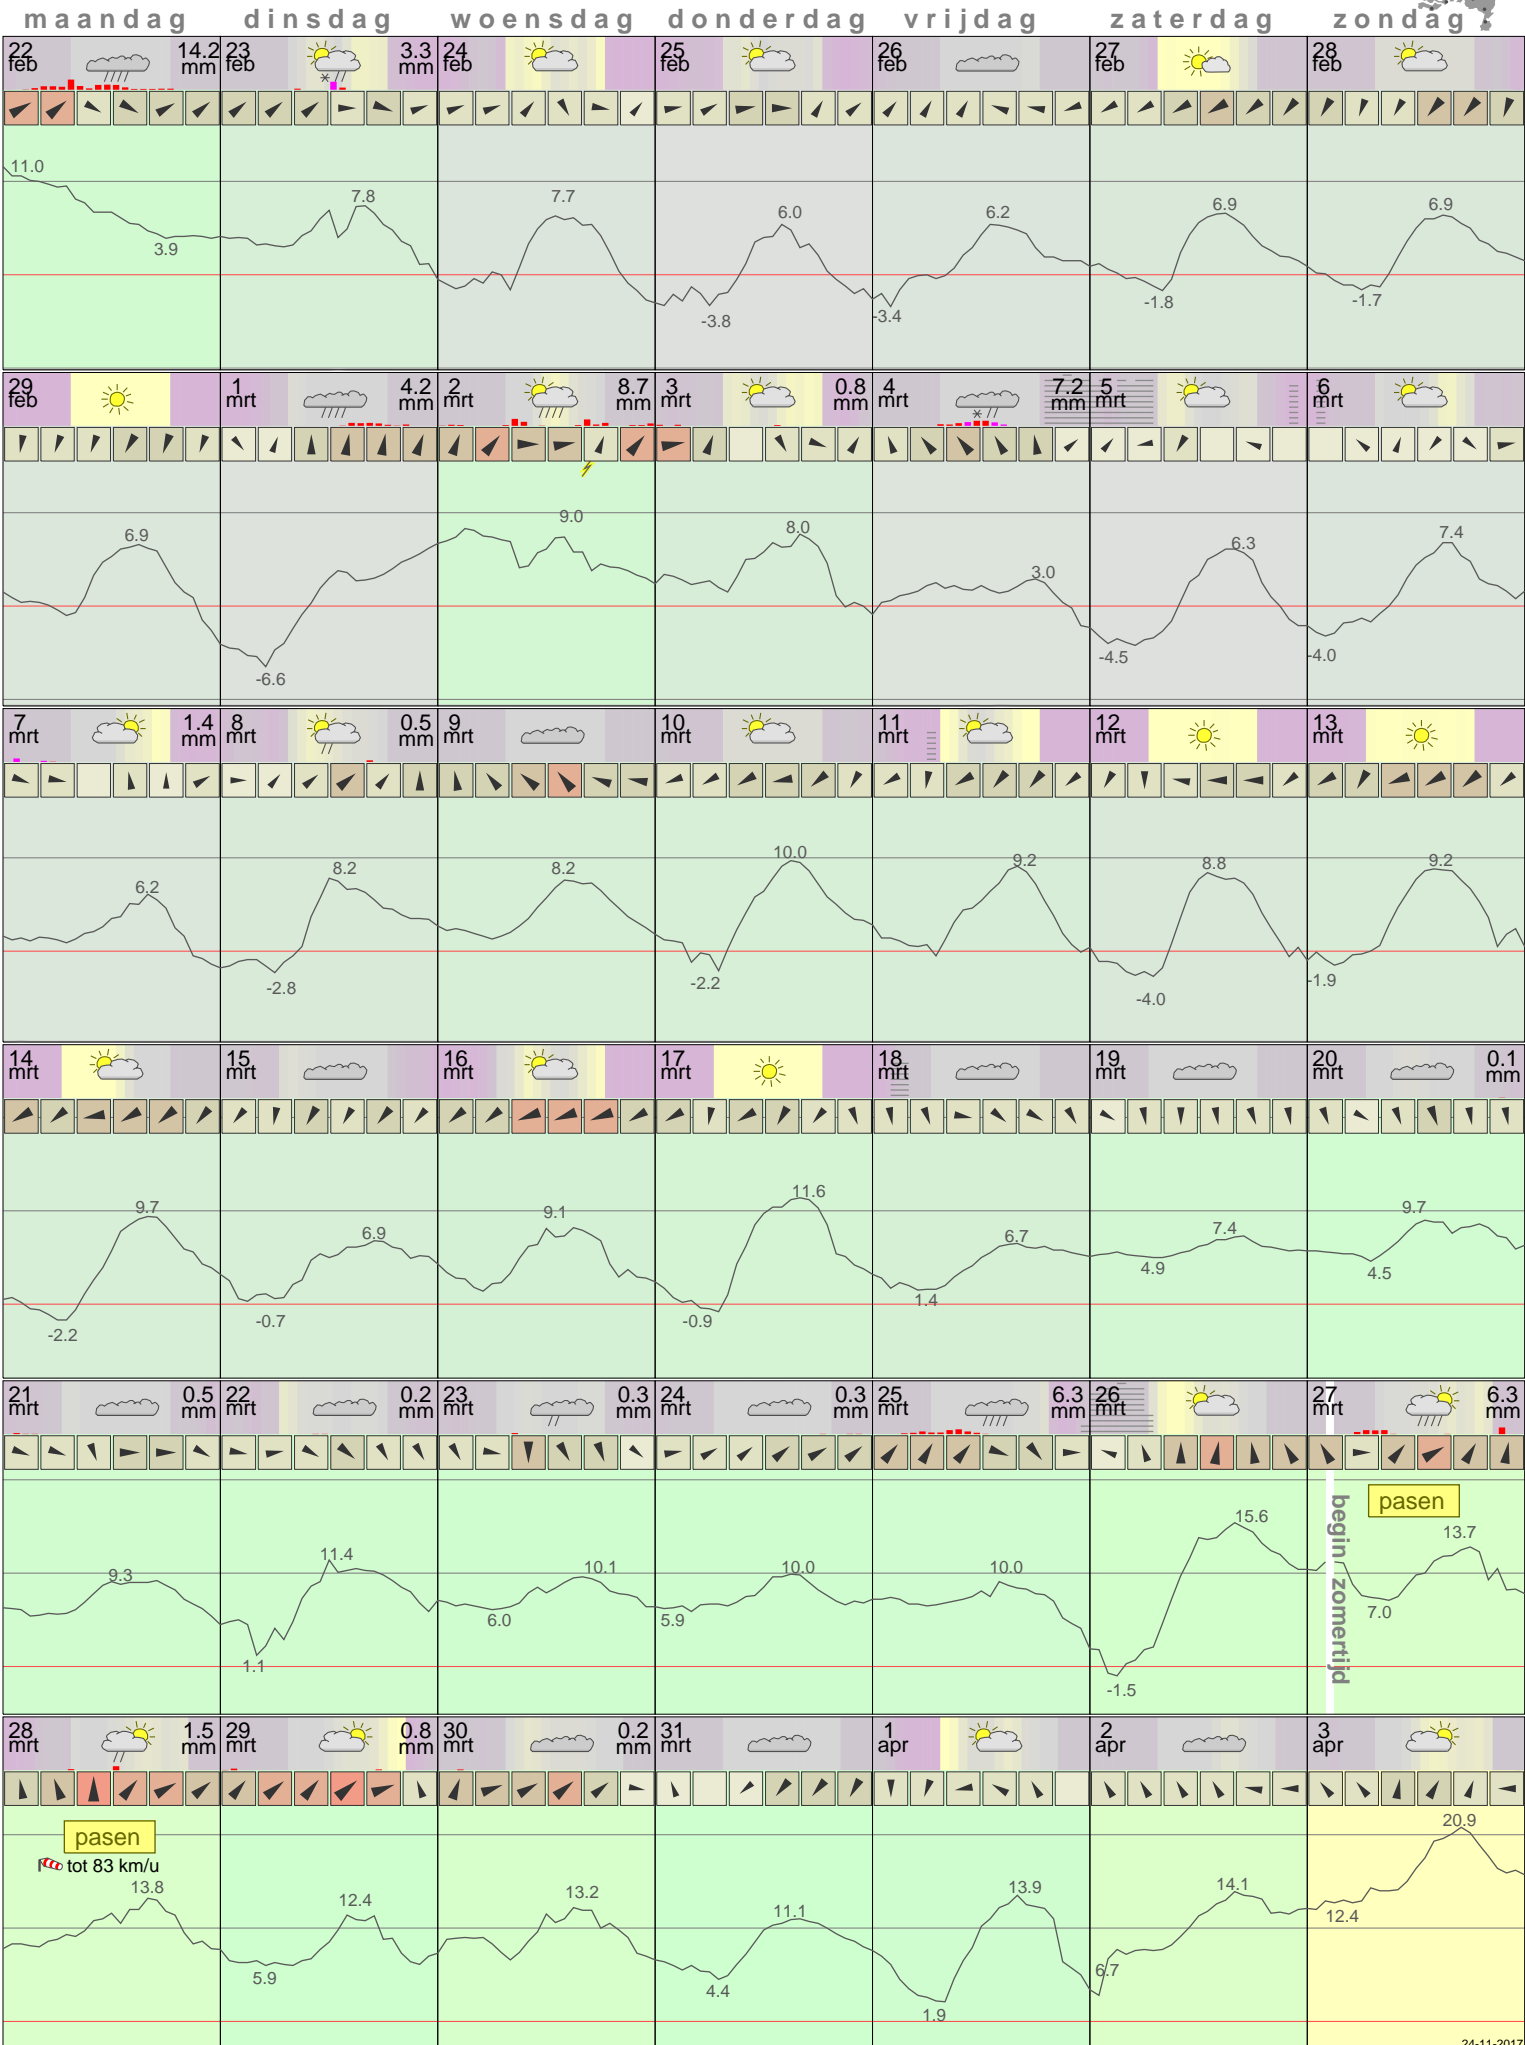 maandag dinsdag woensdag donderdag vrijdag zaterdag zondag
22 feb 14.2 mm 23 feb 3.3 mm 24 feb 25 feb 26 feb 27 feb 28 feb
11.0 3.9 7.8 7.7 -3.8 6.0 -3.4 6.2 -1.8 6.9 -1.7 6.9
29 feb 1 mrt 4.2 mm 2 mrt 8.7 mm 3 mrt 0.8 mm 4 mrt 7.2 mm 5 mrt 6 mrt
6.9 -6.6 9.0 8.0 3.0 -4.5 6.3 -4.0 7.4
7 mrt 1.4 mm 8 mrt 0.5 mm 9 mrt 10 mrt 11 mrt 12 mrt 13 mrt
6.2 -2.8 8.2 8.2 -2.2 10.0 9.2 -4.0 8.8 -1.9 9.2
14 mrt 15 mrt 16 mrt 17 mrt 18 mrt 19 mrt 20 mrt 0.1 mm
-2.2 9.7 -0.7 6.9 9.1 -0.9 11.6 1.4 6.7 4.9 7.4 4.5 9.7
21 mrt 0.5 mm 22 mrt 0.2 mm 23 mrt 0.3 mm 24 mrt 0.3 mm 25 mrt 6.3 mm 26 mrt 27 mrt 6.3 mm
pasen
begin zomertijd
9.3 1.1 11.4 6.0 10.1 5.9 10.0 10.0 -1.5 15.6 7.0 13.7
28 mrt 1.5 mm 29 mrt 0.8 mm 30 mrt 0.2 mm 31 mrt 1 apr 2 apr 3 apr
pasen
tot 83 km/u
13.8 5.9 12.4 13.2 4.4 11.1 1.9 13.9 6.7 14.1 12.4 20.9
24-11-2017